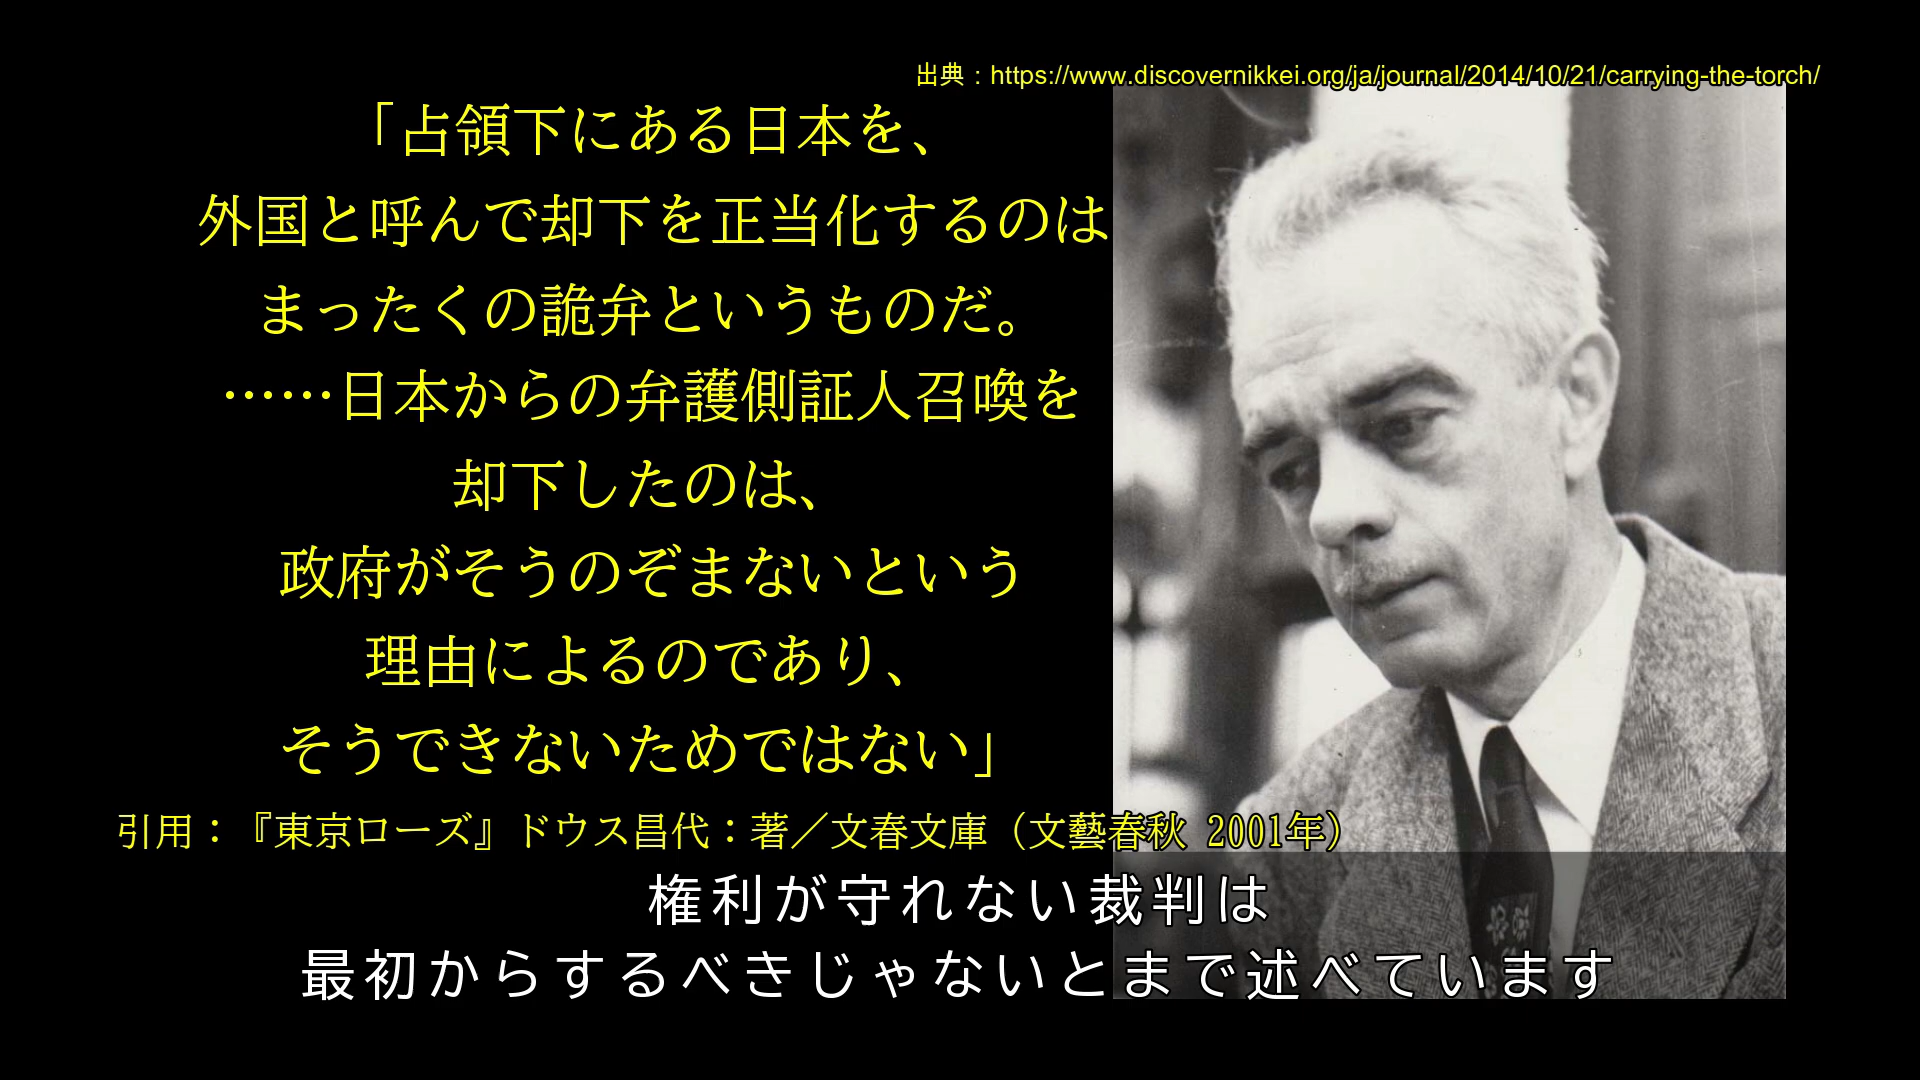 出典：https://www.discovernikkei.org/ja/journal/2014/10/21/carrying-the-torch/
「占領下にある日本を、
外国と呼んで却下を正当化するのは
まったくの詭弁というものだ。
……日本からの弁護側証人召喚を
却下したのは、
政府がそうのぞまないという
理由によるのであり、
そうできないためではない」
引用：『東京ローズ』ドウス昌代：著／文春文庫（文藝春秋 2001年）
権利が守れない裁判は
最初からするべきじゃないとまで述べています